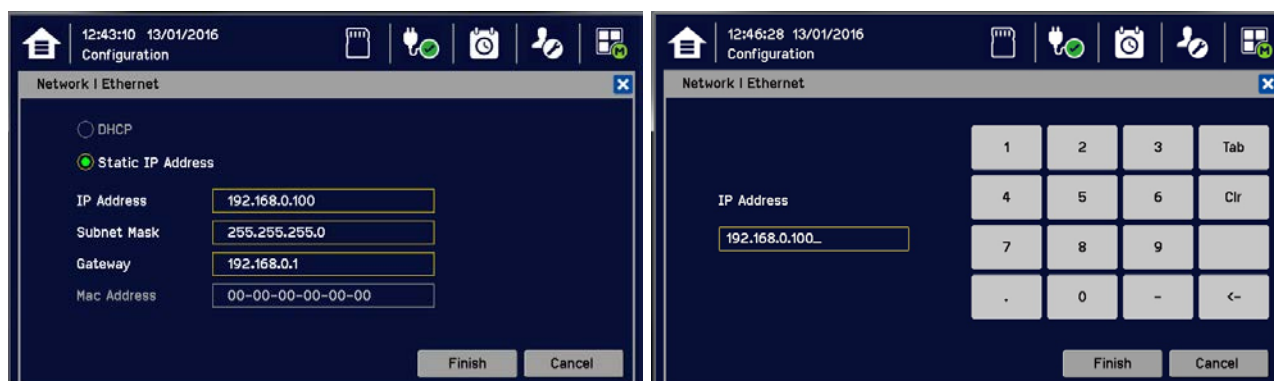 12:43:10 13/01/2016
Configuration
M
Network | Ethernet
DHCP
Static IP Address
IP Address 192.168.0.100
Subnet Mask 255.255.255.0
Gateway 192.168.0.1
Mac Address 00-00-00-00-00-00
Finish Cancel
12:46:28 13/01/2016
Configuration
M
Network | Ethernet
1 2 3 Tab
IP Address
4 5 6 Clr
192.168.0.100_
7 8 9
. 0 - <-
Finish Cancel